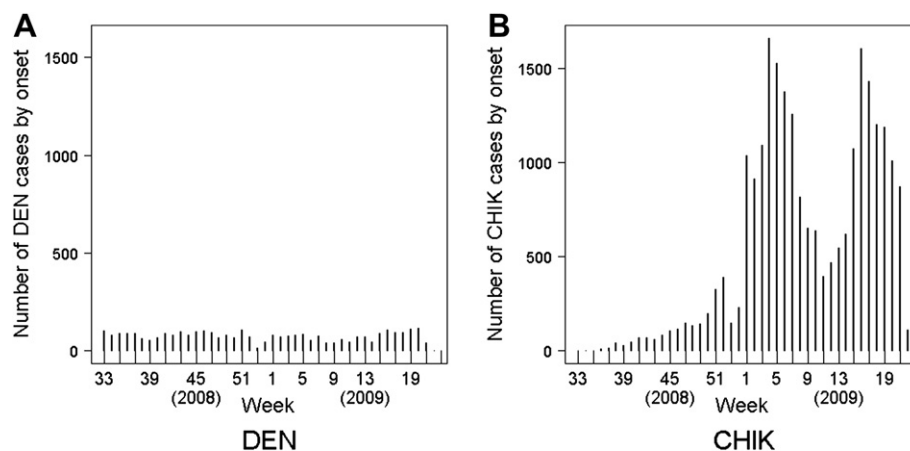 A
Number of DEN cases by onset
1500
1000
500
0
33 39 45 51 1 5 9 13 19
(2008) Week (2009)
DEN
B
Number of CHIK cases by onset
1500
1000
500
0
33 39 45 51 1 5 9 13 19
(2008) Week (2009)
CHIK